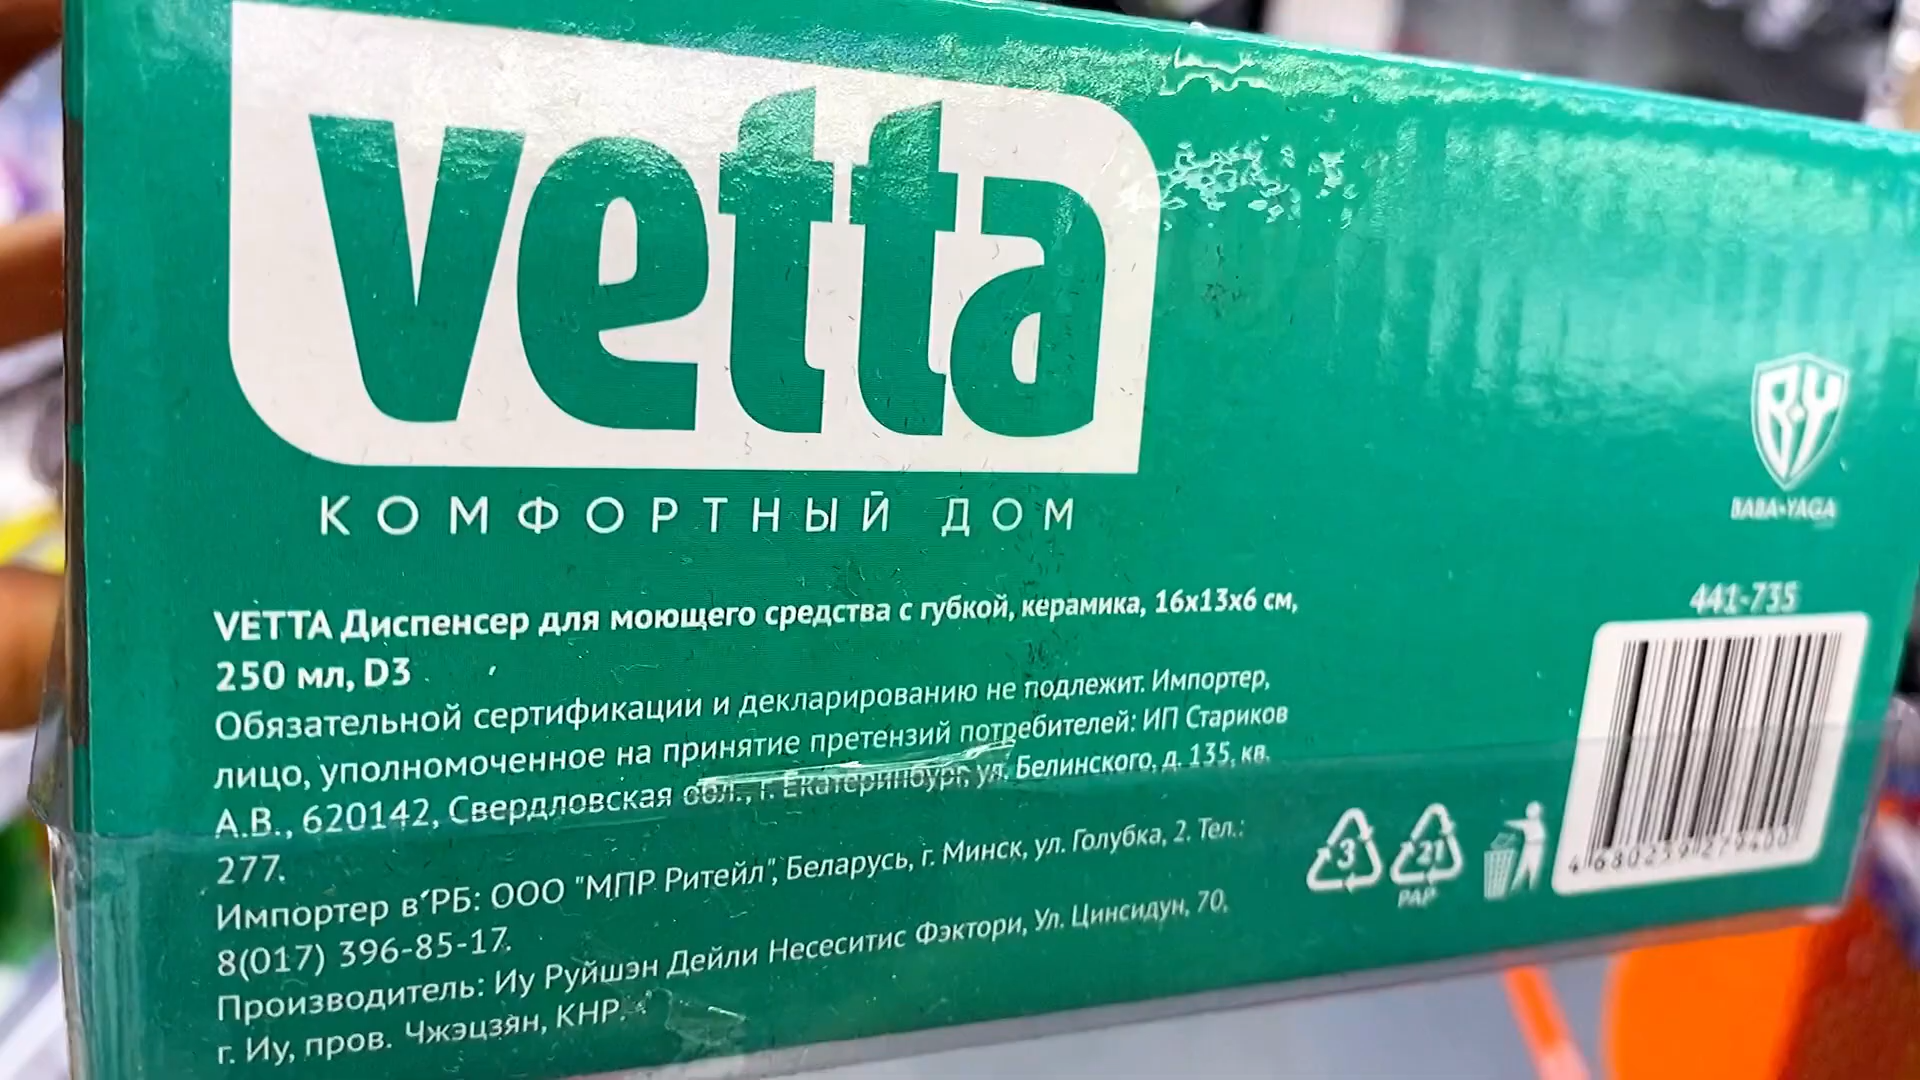 vetta
КОМФОРТНЫЙ ДОМ
BY
BABA-YAGA
441-735
VETTA Диспенсер для моющего средства с губкой, керамика, 16х13х6 см,
250 мл, D3
Обязательной сертификации и декларированию не подлежит. Импортер,
лицо, уполномоченное на принятие претензий потребителей: ИП Стариков
А.В., 620142, Свердловская обл., г. Екатеринбург, ул. Белинского, д. 135, кв.
277.
Импортер в РБ: ООО "МПР Ритейл", Беларусь, г. Минск, ул. Голубка, 2. Тел.:
8(017) 396-85-17.
Производитель: Иу Руйшэн Дейли Несеситис Фэктори, Ул. Цинсидун, 70,
г. Иу, пров. Чжэцзян, КНР.
3
21
PAP